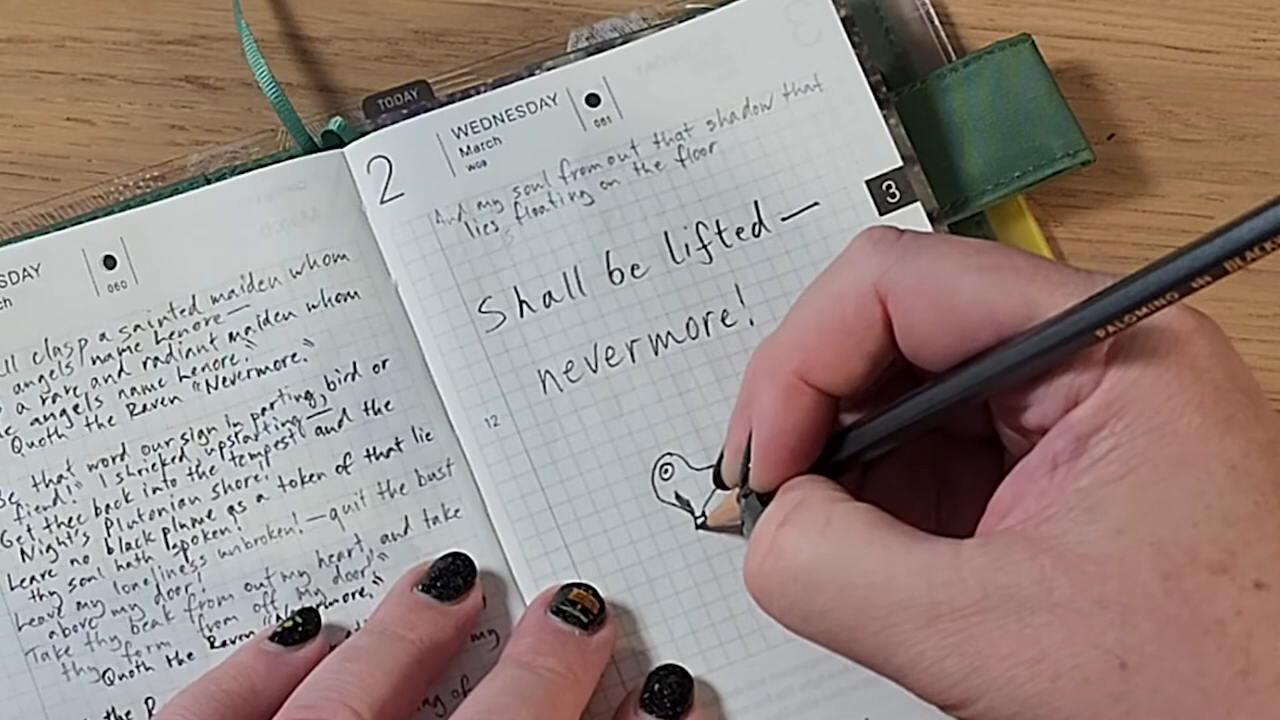 TODAY
SDAY
ch
060
ll clasp a sainted maiden whom
angels name Lenore—
a rare and radiant maiden whom
angels name Lenore."
Quoth the Raven "Nevermore."
Be that word our sign in parting, bird or
fiend!" I shrieked, upstarting—
Get thee back into the tempest and the
Night's Plutonian shore!
Leave no black plume as a token of that lie
thy soul hath spoken!
Leave my loneliness unbroken!—quit the bust
above my door!
Take thy beak from out my heart, and take
thy form from off my door!"
Quoth the Raven "Nevermore."
my
the R
ing of
2
WEDNESDAY
March
W09
061
3
And my soul from out that shadow that
lies floating on the floor
Shall be lifted—
nevermore!
12
PALOMINO